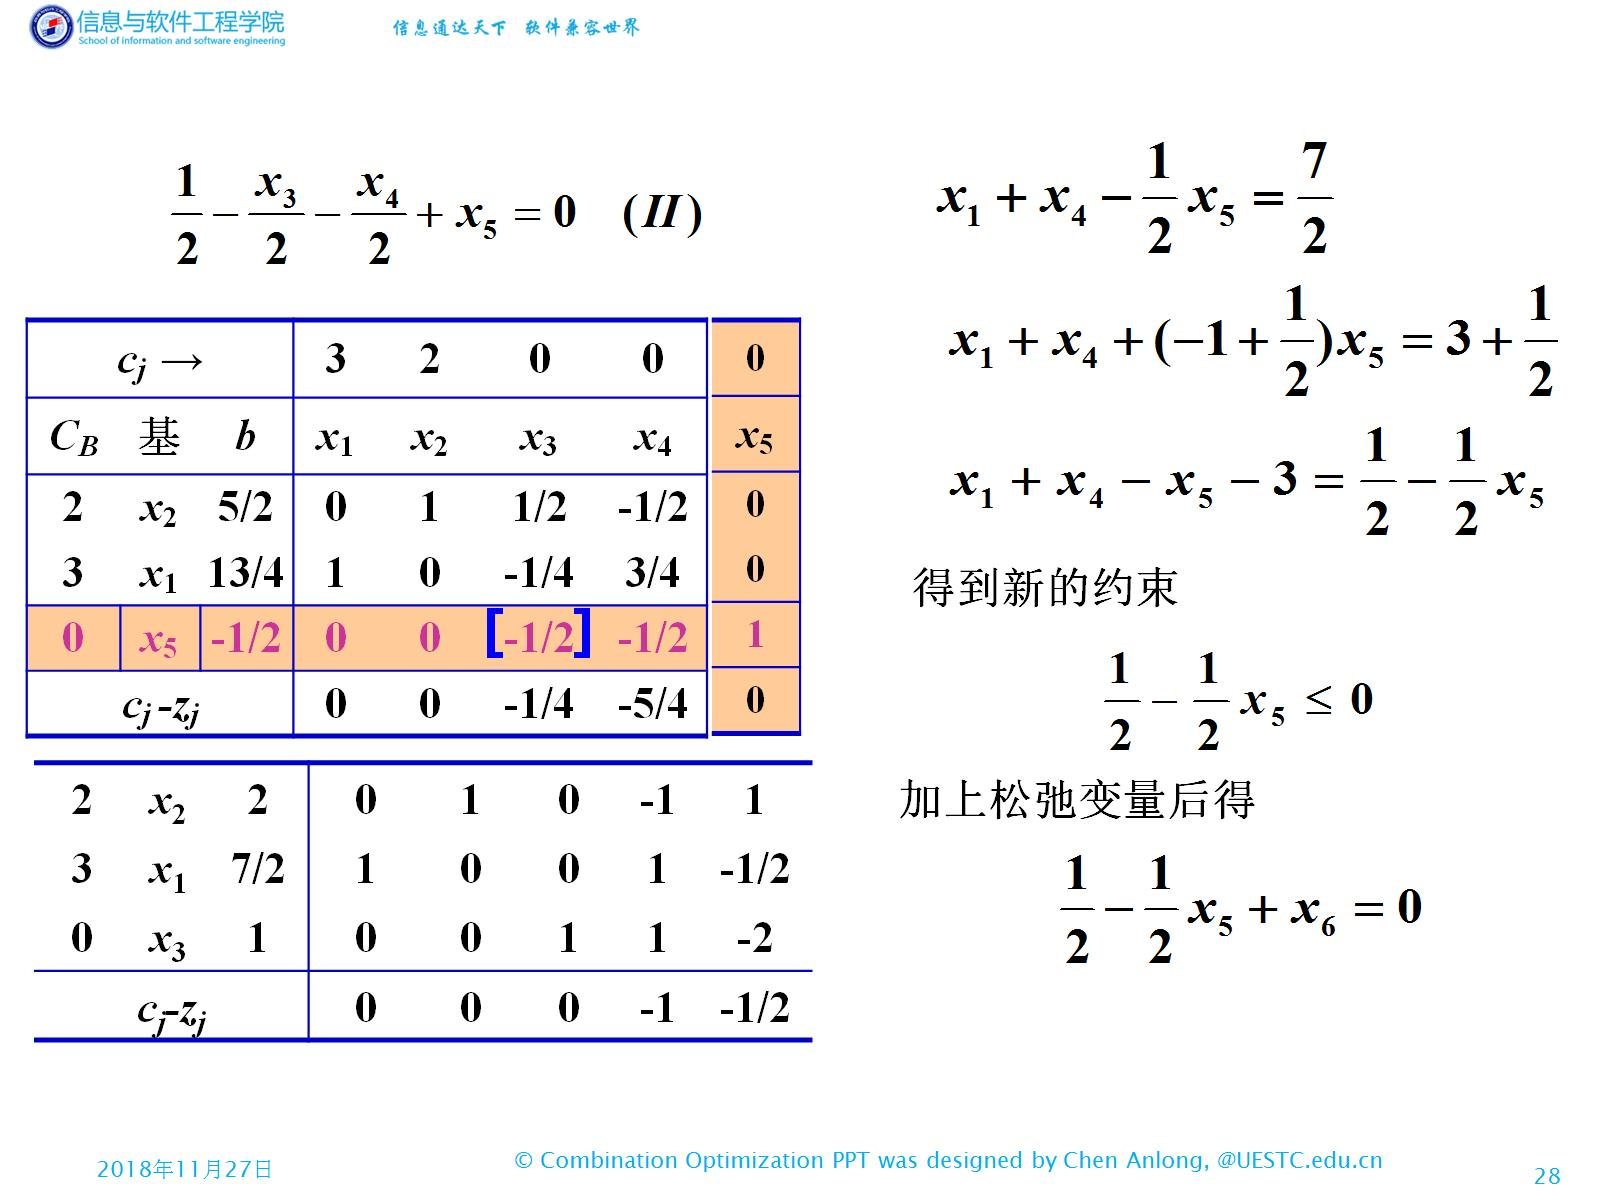 信息与软件工程学院
School of information and software engineering
信息通达天下 软件兼容世界
1/2 − x₃/2 − x₄/2 + x₅ = 0 (II)
cⱼ → 3 2 0 0 0
C_B 基 b x₁ x₂ x₃ x₄ x₅
2 x₂ 5/2 0 1 1/2 -1/2 0
3 x₁ 13/4 1 0 -1/4 3/4 0
0 x₅ -1/2 0 0 [-1/2] -1/2 1
cⱼ-zⱼ 0 0 -1/4 -5/4 0
2 x₂ 2 0 1 0 -1 1
3 x₁ 7/2 1 0 0 1 -1/2
0 x₃ 1 0 0 1 1 -2
cⱼ-zⱼ 0 0 0 -1 -1/2
x₁ + x₄ − 1/2 x₅ = 7/2
x₁ + x₄ + (−1 + 1/2)x₅ = 3 + 1/2
x₁ + x₄ − x₅ − 3 = 1/2 − 1/2 x₅
得到新的约束
1/2 − 1/2 x₅ ≤ 0
加上松弛变量后得
1/2 − 1/2 x₅ + x₆ = 0
2018年11月27日
© Combination Optimization PPT was designed by Chen Anlong, @UESTC.edu.cn
28